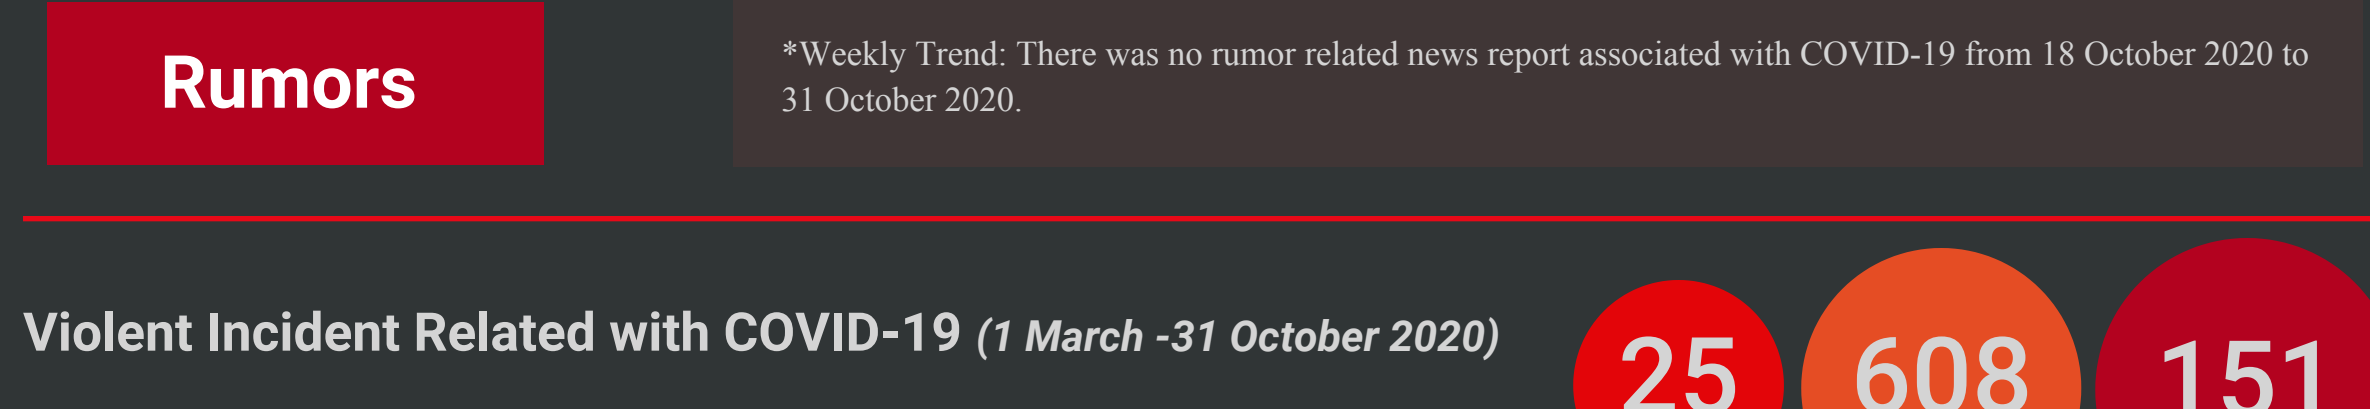 Rumors
*Weekly Trend: There was no rumor related news report associated with COVID-19 from 18 October 2020 to
31 October 2020.
Violent Incident Related with COVID-19 (1 March -31 October 2020)
25
608
151